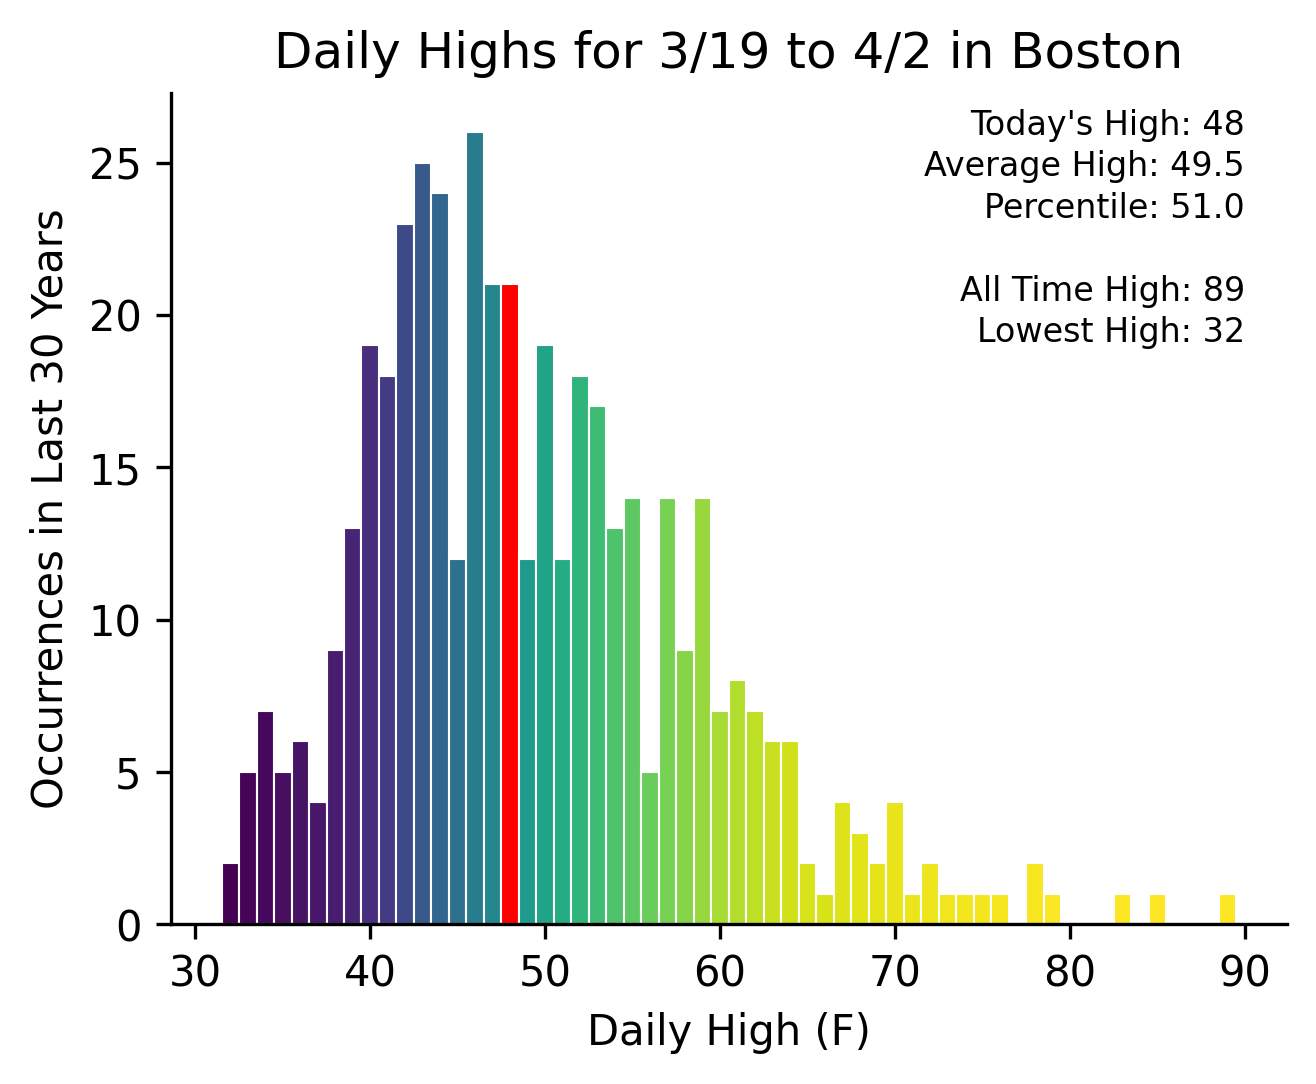 Daily Highs for 3/19 to 4/2 in Boston
Today's High: 48
Average High: 49.5
Percentile: 51.0
All Time High: 89
Lowest High: 32
Occurrences in Last 30 Years
25
20
15
10
5
0
30 40 50 60 70 80 90
Daily High (F)